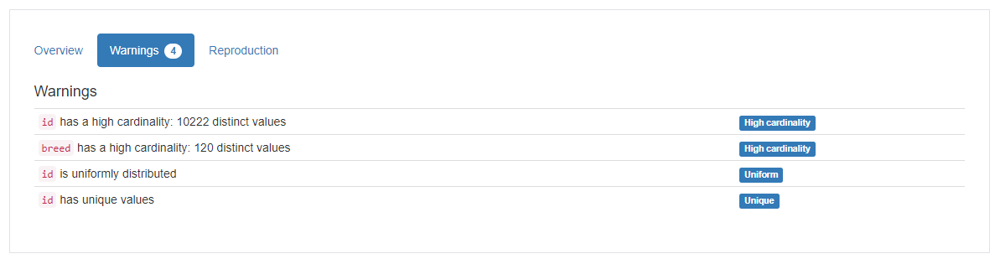 Overview Warnings 4 Reproduction
Warnings
id has a high cardinality: 10222 distinct values High cardinality
breed has a high cardinality: 120 distinct values High cardinality
id is uniformly distributed Uniform
id has unique values Unique